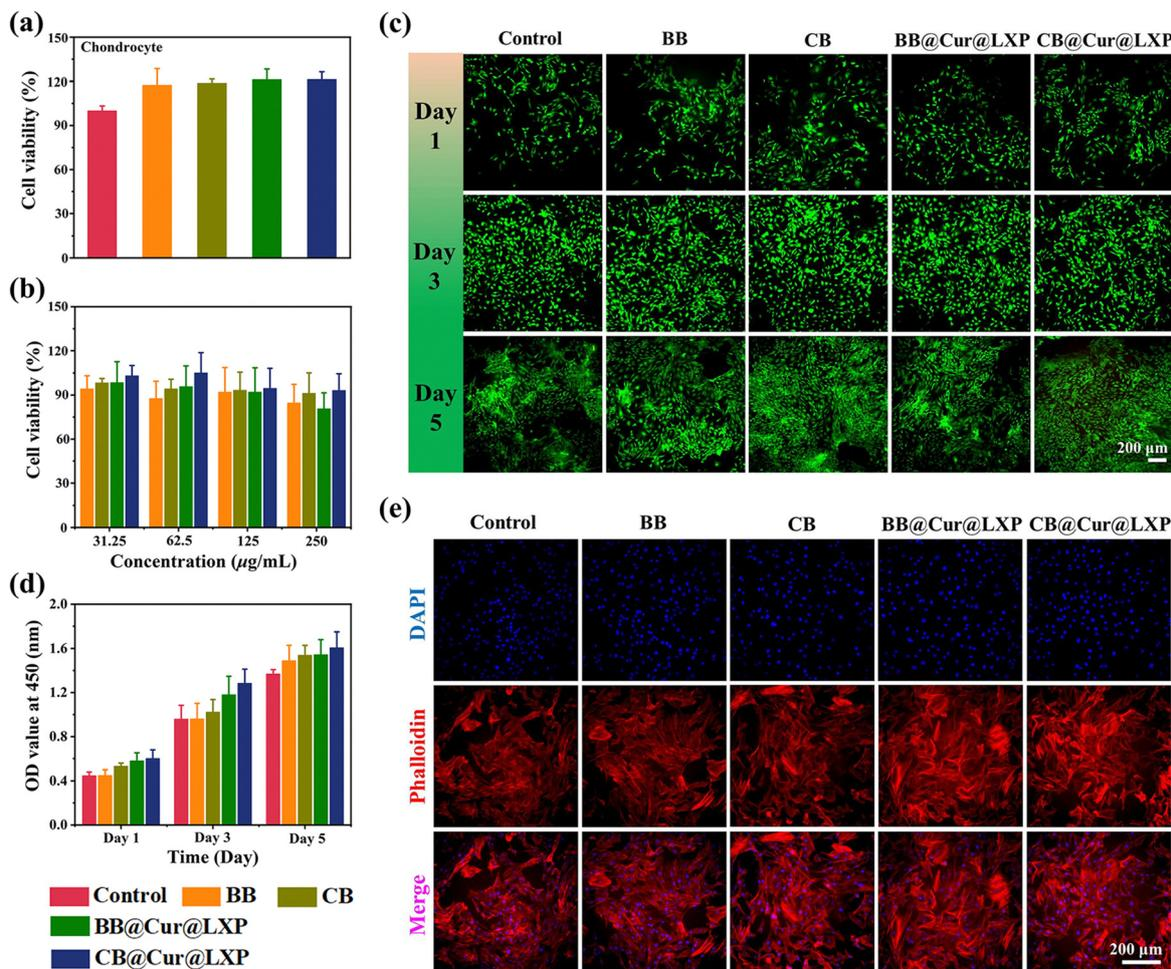 (a)
150
120
90
60
30
0
Cell viability (%)
Chondrocyte
(b)
150
120
90
60
30
0
Cell viability (%)
31.25 62.5 125 250
Concentration (μg/mL)
(c)
Control BB CB BB@Cur@LXP CB@Cur@LXP
Day
1
Day
3
Day
5
200 μm
(d)
2.0
1.6
1.2
0.8
0.4
0.0
OD value at 450 (nm)
Day 1 Day 3 Day 5
Time (Day)
Control BB CB
BB@Cur@LXP
CB@Cur@LXP
(e)
Control BB CB BB@Cur@LXP CB@Cur@LXP
DAPI
Phalloidin
Merge
200 μm